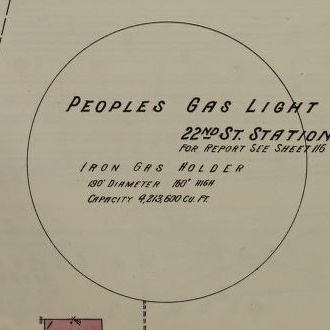 PEOPLES GAS LIGHT
22ND ST. STATION
FOR REPORT SEE SHEET 116
IRON GAS HOLDER
190' DIAMETER 160' HIGH
CAPACITY 4,213,600 CU. FT.